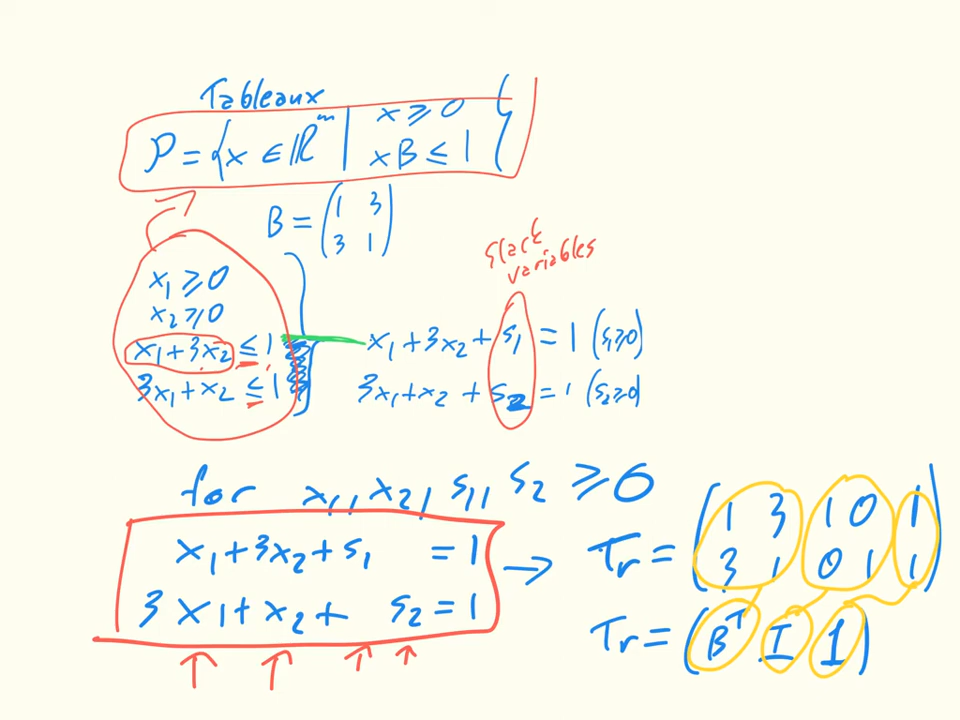 Tableaux
P = { x ∈ ℝᵐ | x ≥ 0
xB ≤ 1 }
B = ( 1 3
3 1 )
slack
variables
x₁ ≥ 0
x₂ ≥ 0
x₁ + 3x₂ ≤ 1
3x₁ + x₂ ≤ 1
x₁ + 3x₂ + s₁ = 1 (s₁ ≥ 0)
3x₁ + x₂ + s₂ = 1 (s₂ ≥ 0)
for x₁, x₂, s₁, s₂ ≥ 0
x₁ + 3x₂ + s₁ = 1
3x₁ + x₂ + s₂ = 1
→ Tr = ( 1 3 1 0 1
3 1 0 1 1 )
Tr = ( Bᵀ I 1 )